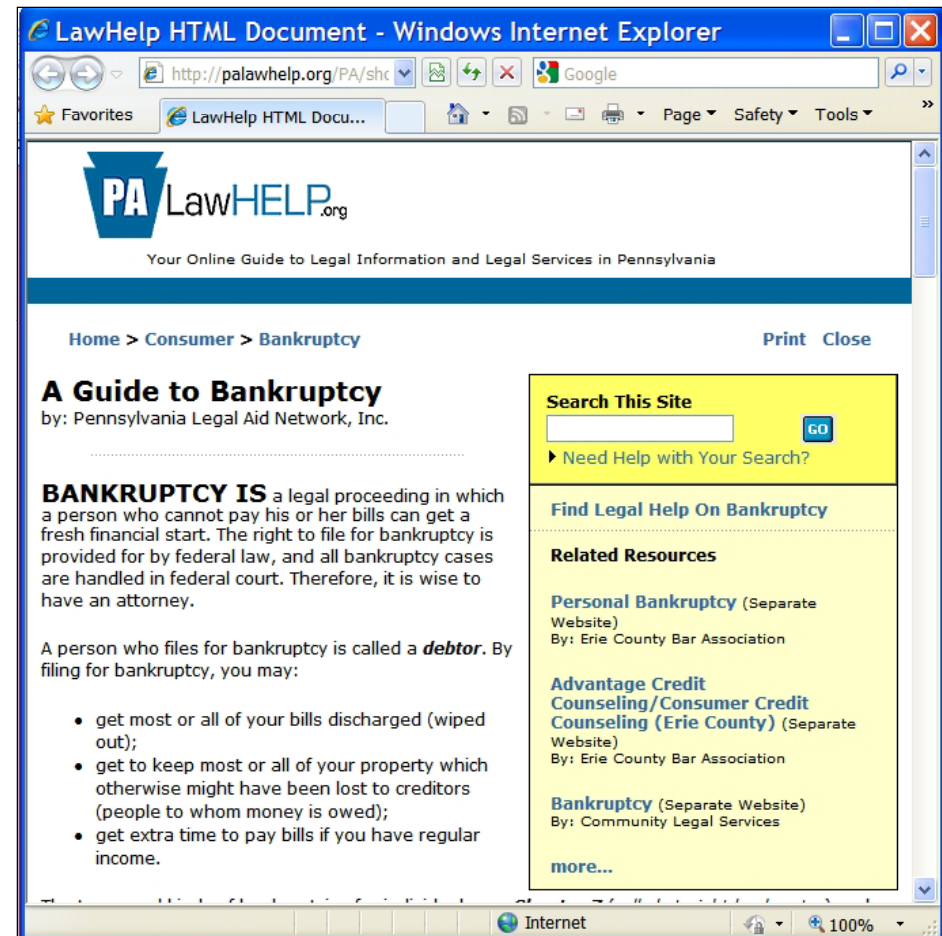 LawHelp HTML Document - Windows Internet Explorer
http://palawhelp.org/PA/shc
Google
Favorites
LawHelp HTML Docu...
Page
Safety
Tools
»
PA LawHELP.org
Your Online Guide to Legal Information and Legal Services in Pennsylvania
Home > Consumer > Bankruptcy
Print Close
A Guide to Bankruptcy
by: Pennsylvania Legal Aid Network, Inc.
BANKRUPTCY IS a legal proceeding in which
a person who cannot pay his or her bills can get a
fresh financial start. The right to file for bankruptcy is
provided for by federal law, and all bankruptcy cases
are handled in federal court. Therefore, it is wise to
have an attorney.
A person who files for bankruptcy is called a debtor. By
filing for bankruptcy, you may:
• get most or all of your bills discharged (wiped
out);
• get to keep most or all of your property which
otherwise might have been lost to creditors
(people to whom money is owed);
• get extra time to pay bills if you have regular
income.
Search This Site
GO
Need Help with Your Search?
Find Legal Help On Bankruptcy
Related Resources
Personal Bankruptcy (Separate
Website)
By: Erie County Bar Association
Advantage Credit
Counseling/Consumer Credit
Counseling (Erie County) (Separate
Website)
By: Erie County Bar Association
Bankruptcy (Separate Website)
By: Community Legal Services
more...
Internet
100%